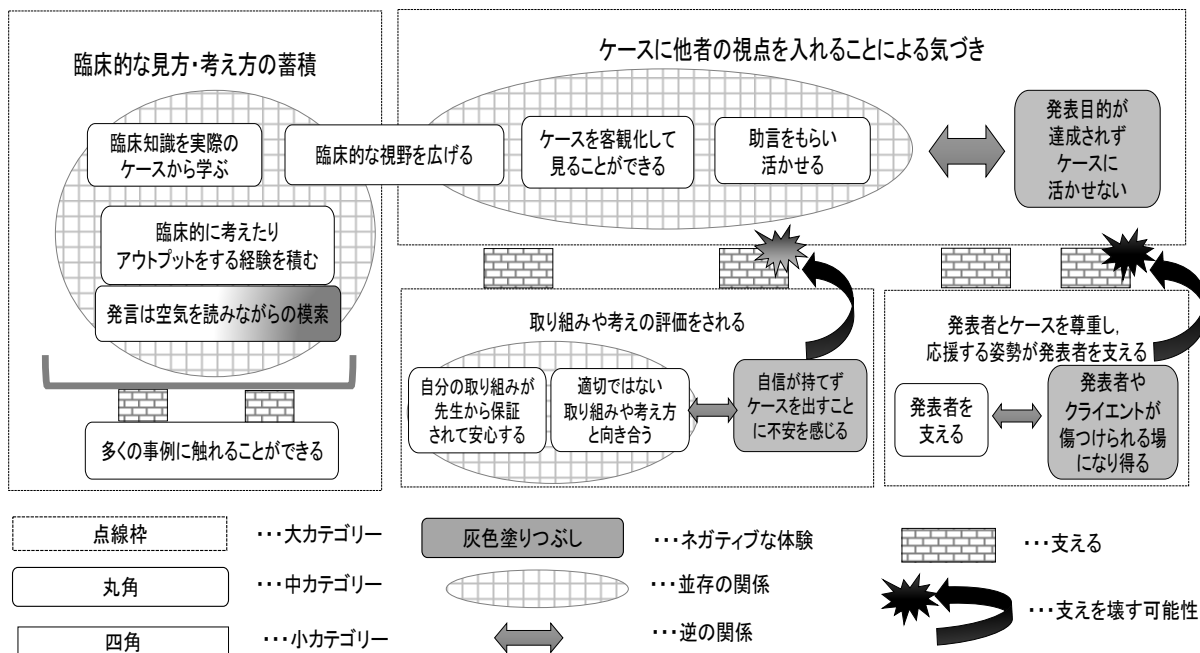 臨床的な見方・考え方の蓄積
臨床知識を実際の
ケースから学ぶ
臨床的な視野を広げる
臨床的に考えたり
アウトプットをする経験を積む
発言は空気を読みながらの模索
多くの事例に触れることができる
ケースに他者の視点を入れることによる気づき
ケースを客観化して
見ることができる
助言をもらい
活かせる
発表目的が
達成されず
ケースに
活かせない
取り組みや考えの評価をされる
自分の取り組みが
先生から保証
されて安心する
適切ではない
取り組みや考え方
と向き合う
自信が持てず
ケースを出すこと
に不安を感じる
発表者とケースを尊重し,
応援する姿勢が発表者を支える
発表者を
支える
発表者や
クライエントが
傷つけられる場
になり得る
点線枠
…大カテゴリー
灰色塗りつぶし
…ネガティブな体験
…支える
丸角
…中カテゴリー
…並存の関係
…支えを壊す可能性
四角
…小カテゴリー
…逆の関係